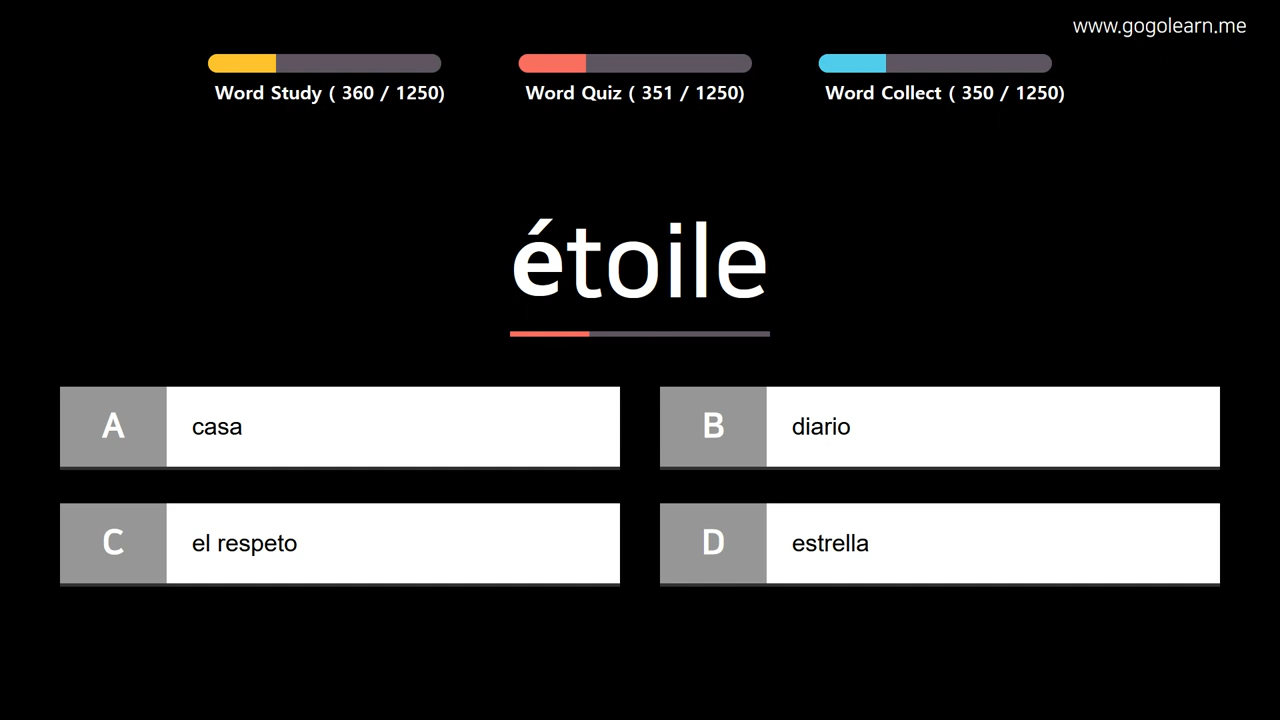 www.gogolearn.me
Word Study ( 360 / 1250)
Word Quiz ( 351 / 1250)
Word Collect ( 350 / 1250)
étoile
A casa
B diario
C el respeto
D estrella